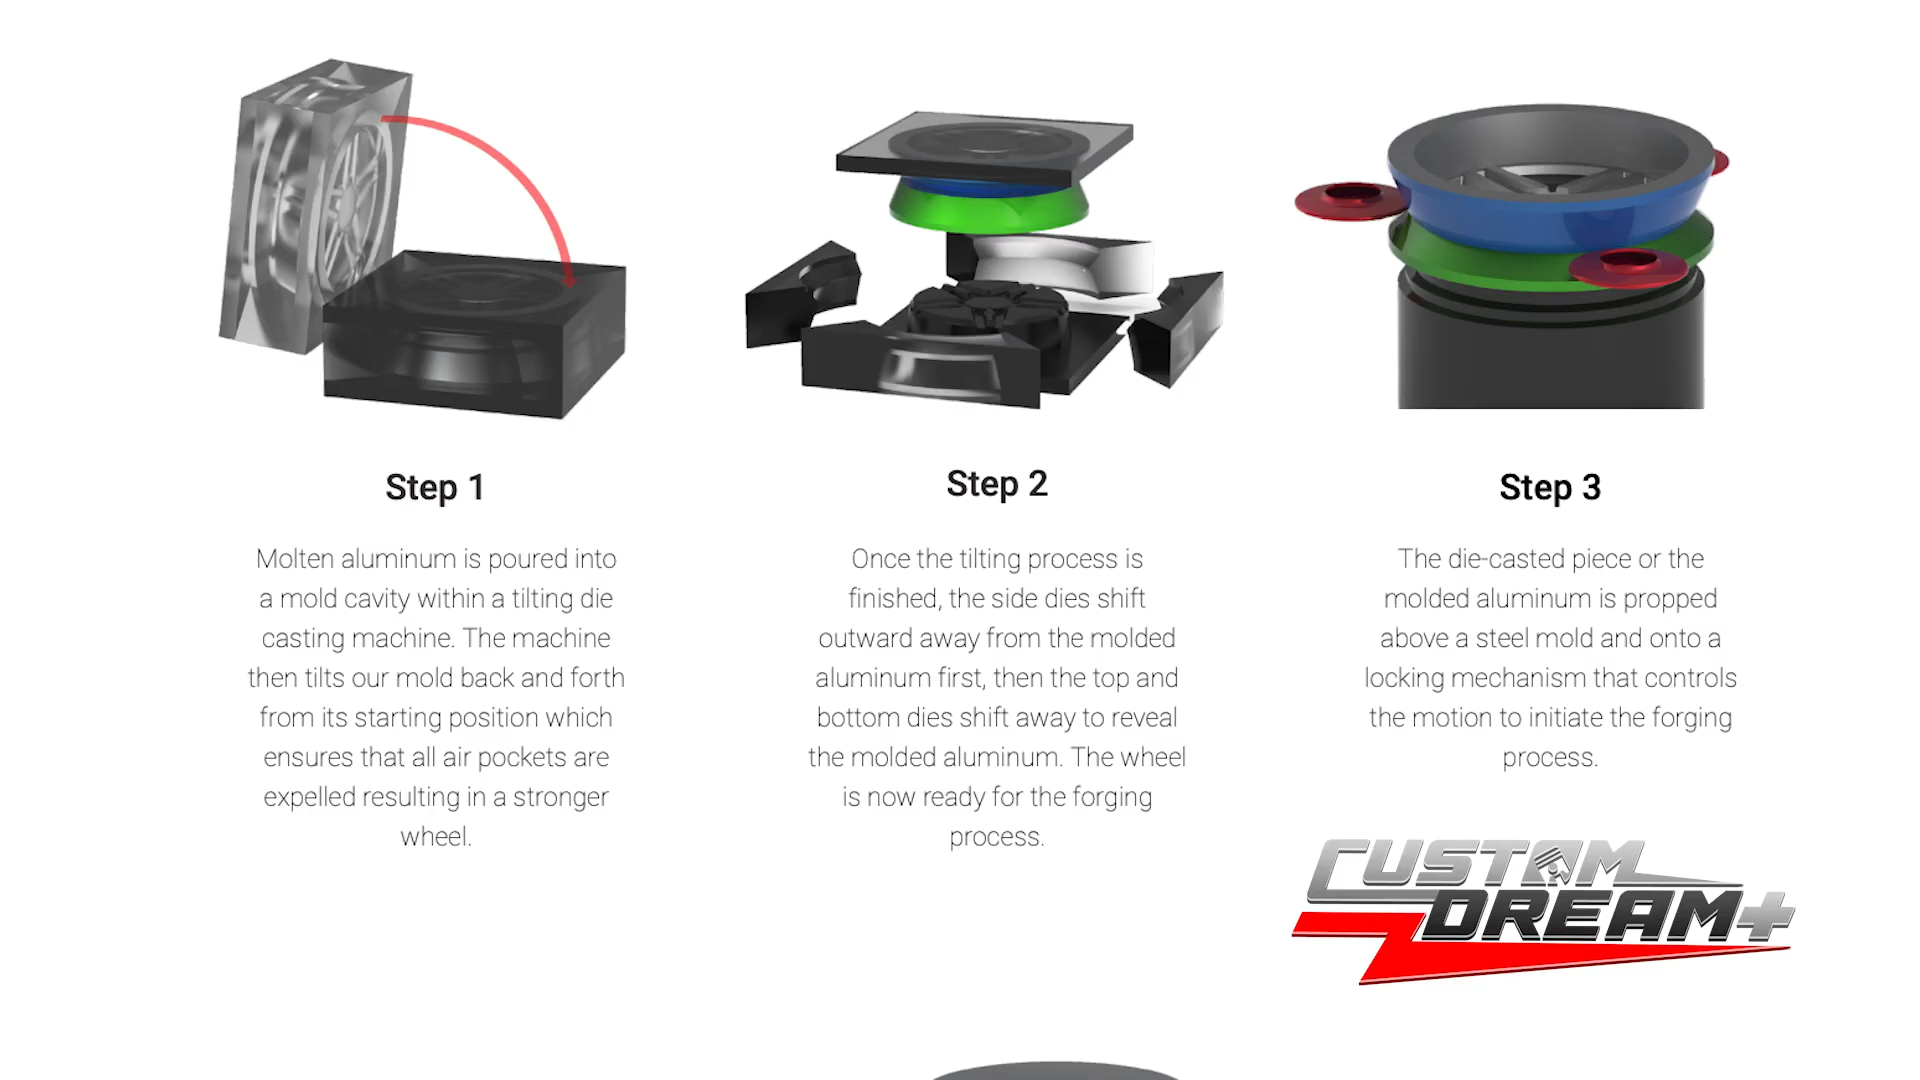 Step 1
Molten aluminum is poured into
a mold cavity within a tilting die
casting machine. The machine
then tilts our mold back and forth
from its starting position which
ensures that all air pockets are
expelled resulting in a stronger
wheel.
Step 2
Once the tilting process is
finished, the side dies shift
outward away from the molded
aluminum first, then the top and
bottom dies shift away to reveal
the molded aluminum. The wheel
is now ready for the forging
process.
Step 3
The die-casted piece or the
molded aluminum is propped
above a steel mold and onto a
locking mechanism that controls
the motion to initiate the forging
process.
CUSTOM
DREAM+